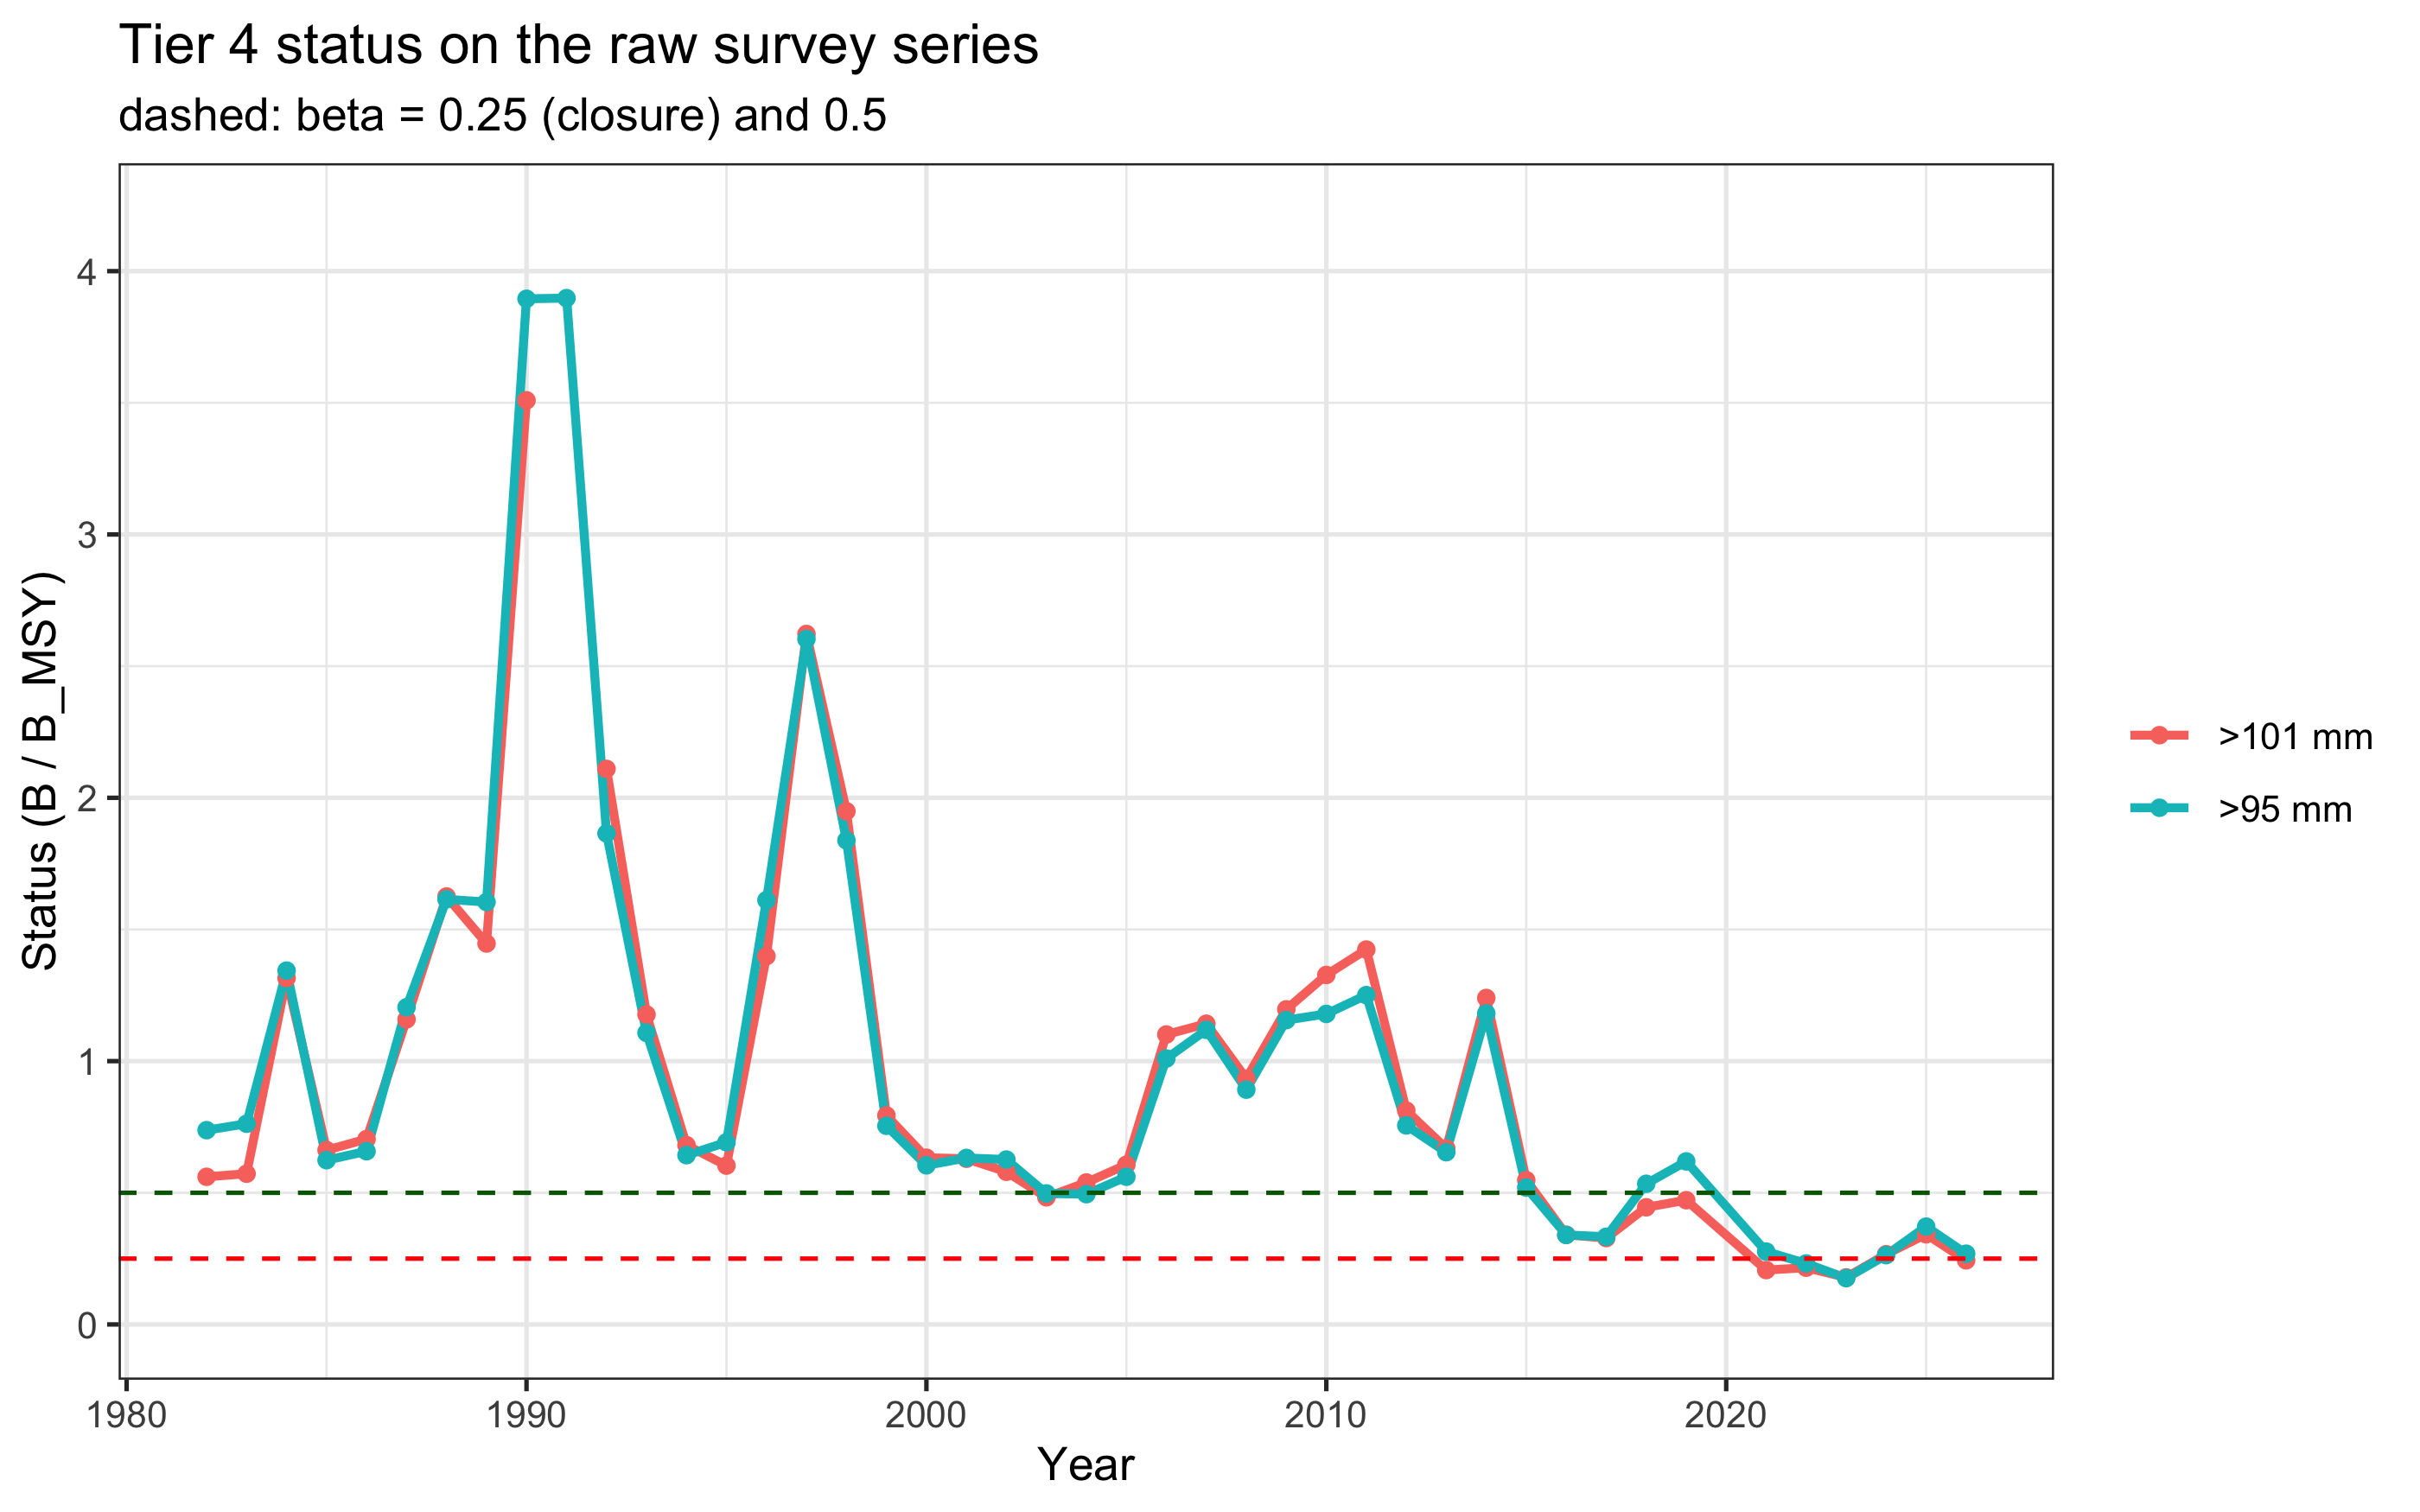 Tier 4 status on the raw survey series
dashed: beta = 0.25 (closure) and 0.5
Status (B / B_MSY)
4
3
2
1
0
1980
1990
2000
2010
2020
Year
>101 mm
>95 mm